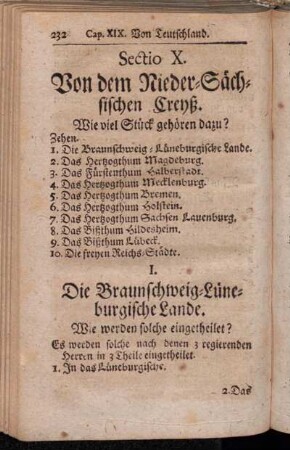 232 Cap. XIX. Von Teutschland.
Sectio X.
Von dem Nieder-Säch-
sischen Creyß.
Wie viel Stück gehören dazu?
Zehen.
1. Die Braunschweig-Lüneburgische Lande.
2. Das Hertzogthum Magdeburg.
3. Das Fürstenthum Halberstadt.
4. Das Hertzogthum Mecklenburg.
5. Das Hertzogthum Bremen.
6. Das Hertzogthum Holstein.
7. Das Hertzogthum Sachsen Lauenburg.
8. Das Bißthum Hildesheim.
9. Das Bißthum Lübeck.
10. Die freyen Reichs-Städte.
I.
Die Braunschweig-Lüne-
burgische Lande.
Wie werden solche eingetheilet?
Es werden solche nach denen 3 regierenden
Herren in 3 Theile eingetheilet.
1. In das Lüneburgische.
2. Das